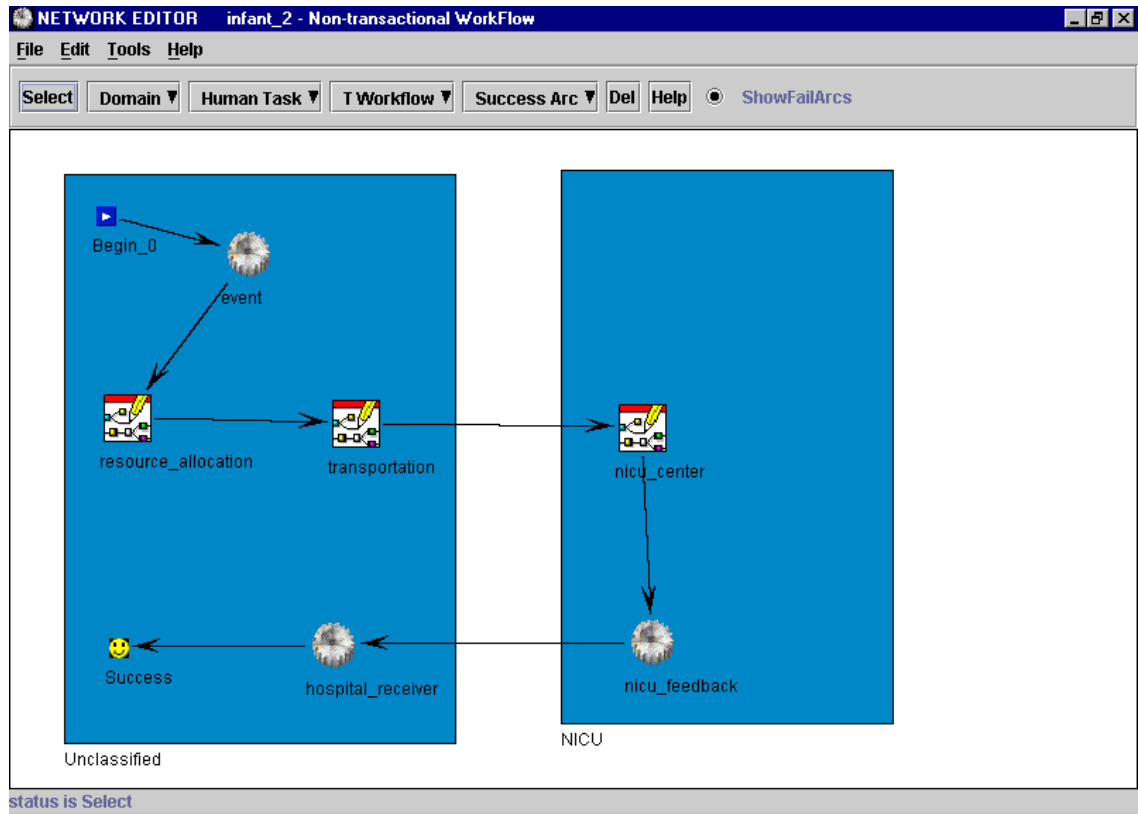 NETWORK EDITOR infant_2 - Non-transactional WorkFlow
File Edit Tools Help
Select Domain Human Task T Workflow Success Arc Del Help ShowFailArcs
Begin_0
event
resource_allocation
transportation
nicu_center
Success
hospital_receiver
nicu_feedback
Unclassified
NICU
status is Select